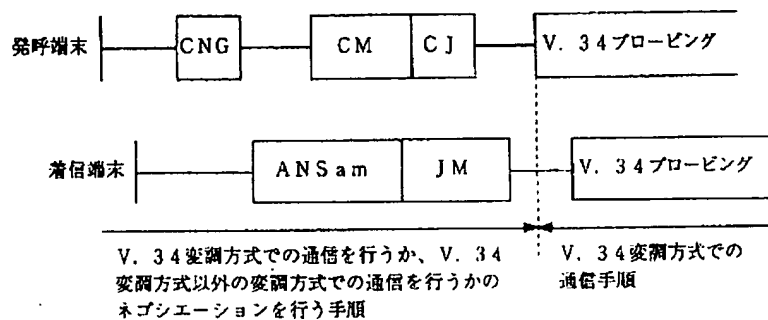 発呼端末
CNG
CM
CJ
V. 34プロービング
着信端末
ANSam
JM
V. 34プロービング
V. 34変調方式での通信を行うか、V. 34
変調方式以外の変調方式での通信を行うかの
ネゴシエーションを行う手順
V. 34変調方式での
通信手順